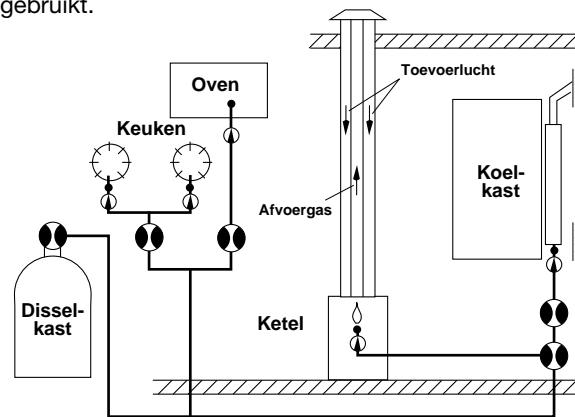 gebruikt.
Oven
Toevoerlucht
Keuken
Koel-
kast
Afvoergas
Dissel-
kast
Ketel